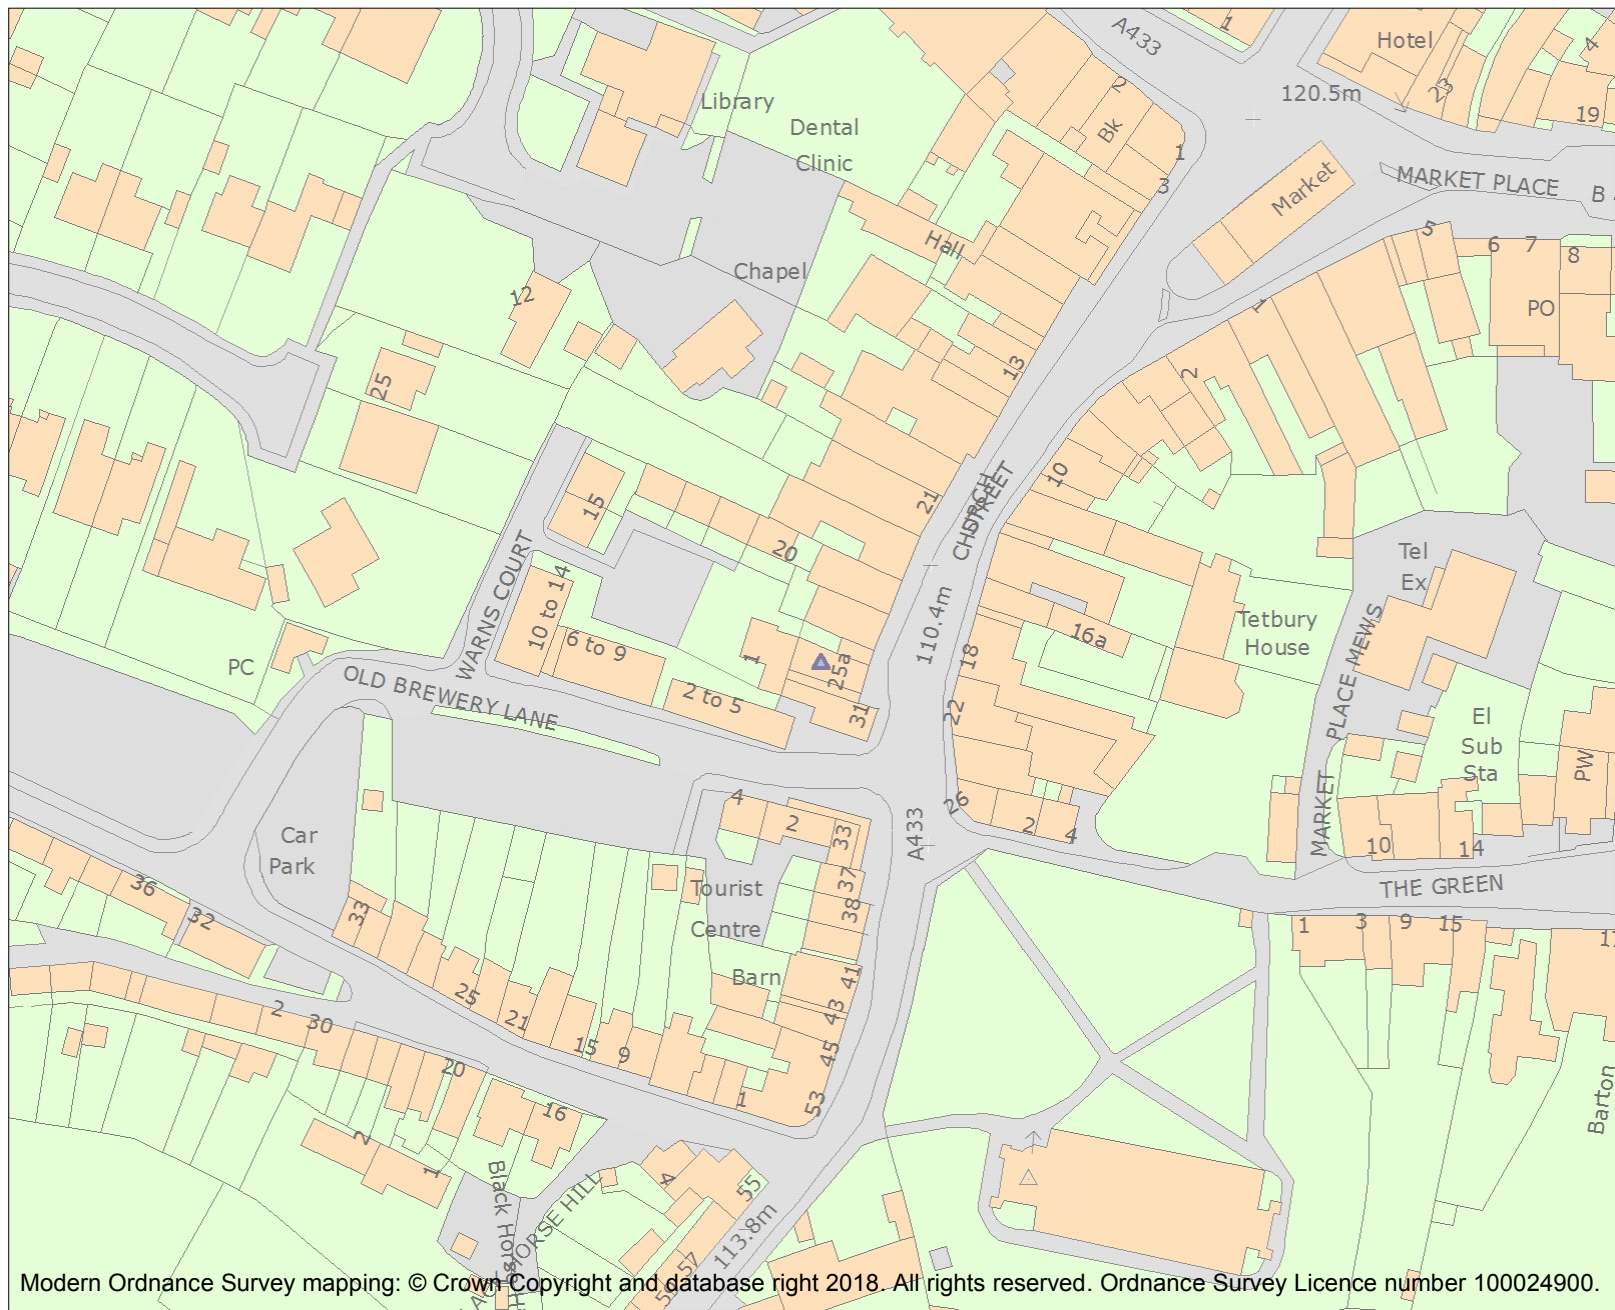 A433
1
Hotel
4
23
120.5m
19
2
Library
Dental
Clinic
Bk
1
3
Market
MARKET PLACE
B
Hall
Chapel
12
5
6
7
8
PO
1
2
13
25
10
21
CHURCH
STREET
15
20
Tel
Ex
WARNS COURT
10 to 14
6 to 9
2 to 5
1
25a
31
110.4m
16a
18
22
Tetbury
House
PC
OLD BREWERY LANE
MARKET PLACE MEWS
El
Sub
Sta
PW
4
2
33
26
2
4
A433
10
14
Car
Park
36
32
33
37
38
Tourist
Centre
THE GREEN
1
3
9
15
Barn
41
43
45
53
25
21
15
9
1
2
30
20
16
2
1
Barton
4
55
57
113.8m
Modern Ordnance Survey mapping: © Crown Copyright and database right 2018. All rights reserved. Ordnance Survey Licence number 100024900.